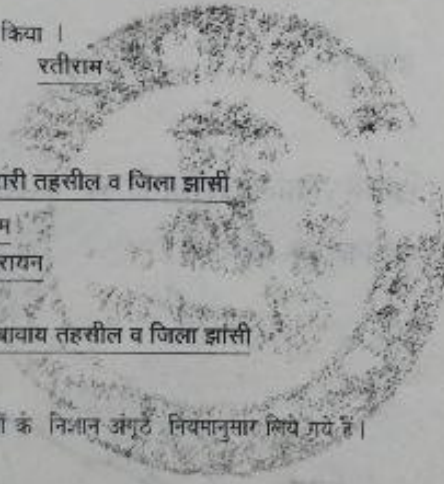 किया ।
रतीराम
ारी तहसील व जिला झांसी
म
रायन
बावाय तहसील व जिला झांसी
ों के निशान अंगूठे नियमानुसार लिये गये हैं।